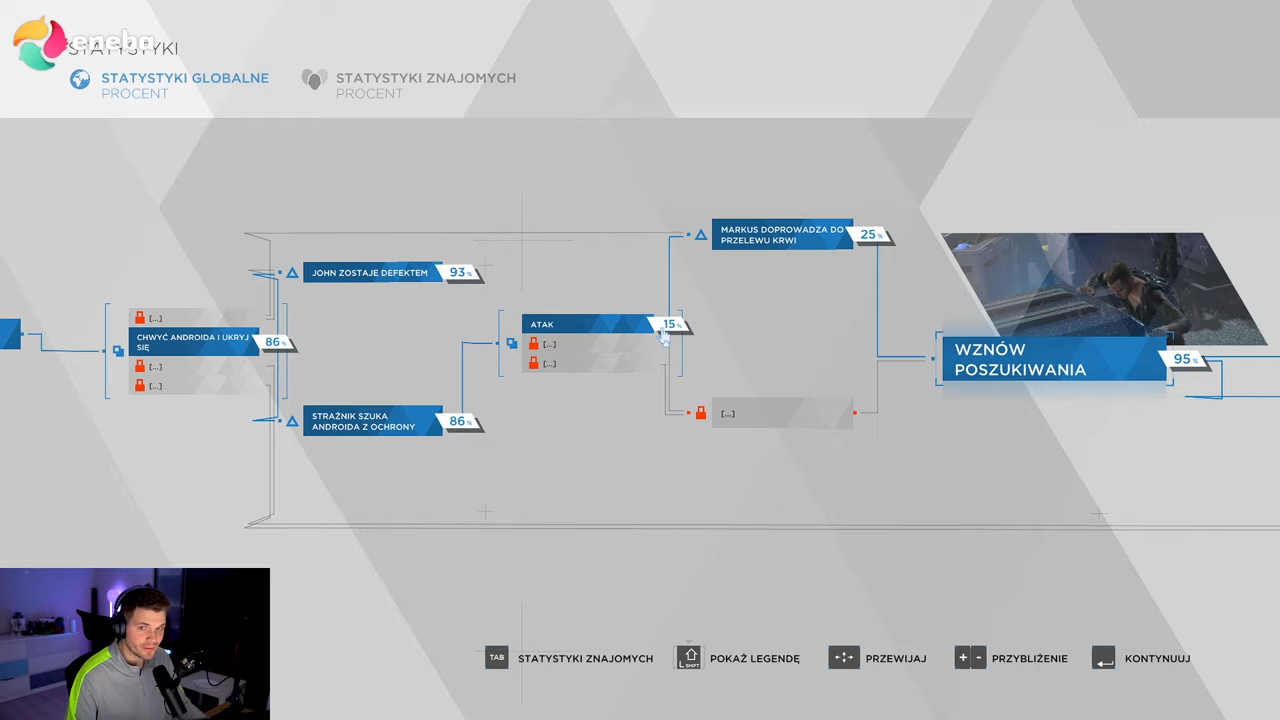 eneba
STATYSTYKI
STATYSTYKI GLOBALNE
PROCENT
STATYSTYKI ZNAJOMYCH
PROCENT
[...]
CHWYĆ ANDROIDA I UKRYJ
SIĘ
86%
[...]
[...]
JOHN ZOSTAJE DEFEKTEM
93%
STRAŻNIK SZUKA
ANDROIDA Z OCHRONY
86%
ATAK
15%
[...]
[...]
MARKUS DOPROWADZA DO
PRZELEWU KRWI
25%
[...]
WZNÓW
POSZUKIWANIA
95%
TAB
STATYSTYKI ZNAJOMYCH
L SHIFT
POKAŻ LEGENDĘ
PRZEWIJAJ
+ -
PRZYBLIŻENIE
KONTYNUUJ